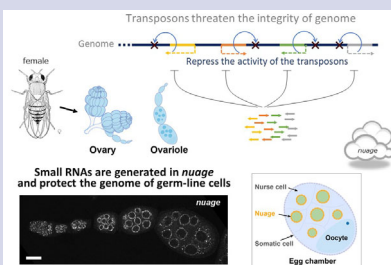 Transposons threaten the integrity of genome
Genome
Repress the activity of the transposons
female
Ovary
Ovariole
nuage
Small RNAs are generated in nuage
and protect the genome of germ-line cells
nuage
Nurse cell
Nuage
Somatic cell
Oocyte
Egg chamber